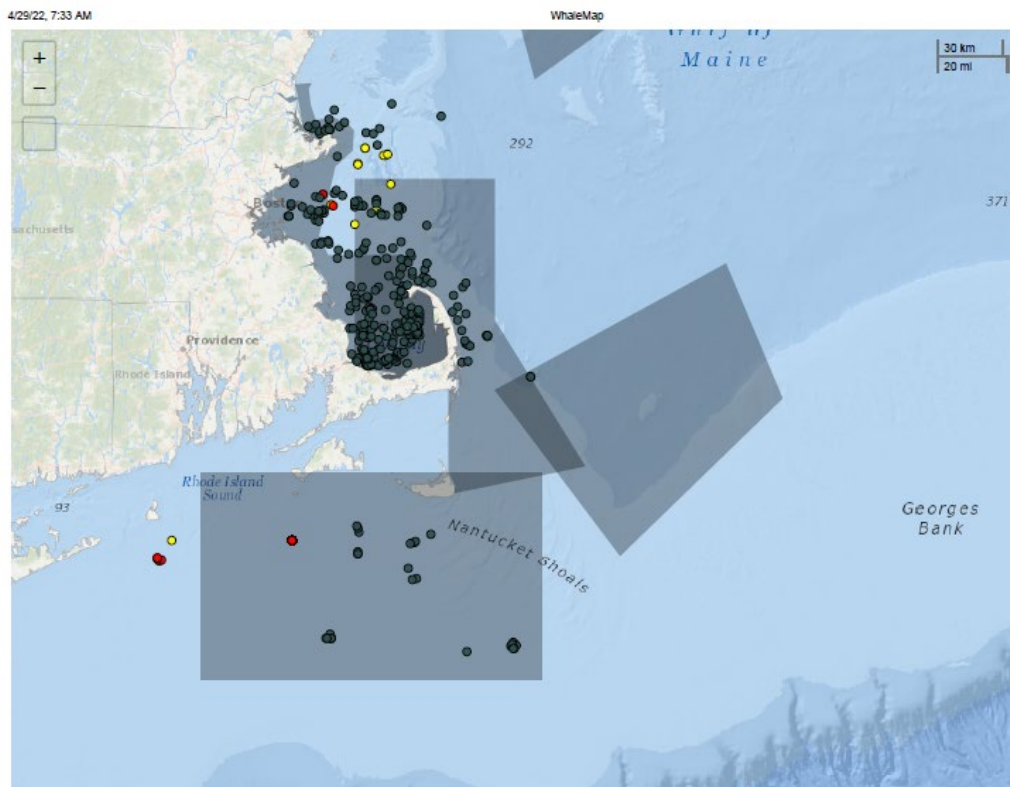 4/29/22, 7:33 AM
WhaleMap
+
−
30 km
20 mi
Maine
292
371
Bost
sachusetts
Providence
Rhode Island
Rhode Island
Sound
93
Nantucket Shoals
Georges
Bank